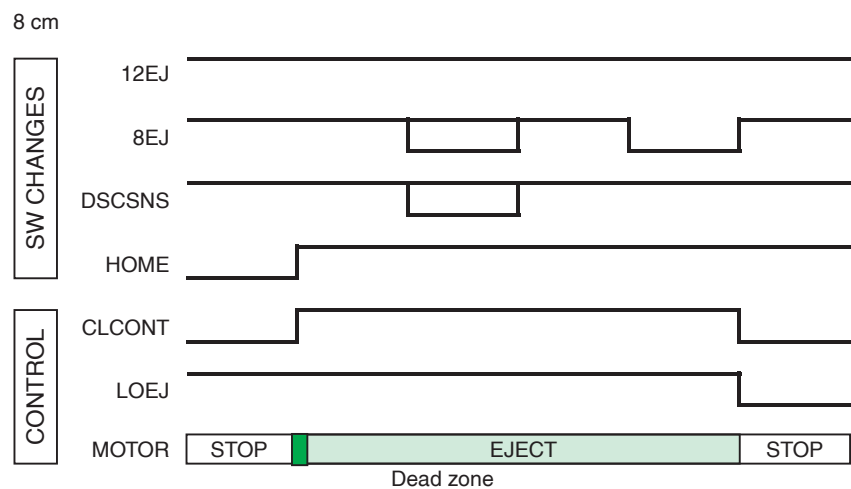 8 cm
SW CHANGES
12EJ
8EJ
DSCSNS
HOME
CONTROL
CLCONT
LOEJ
MOTOR STOP EJECT STOP
Dead zone